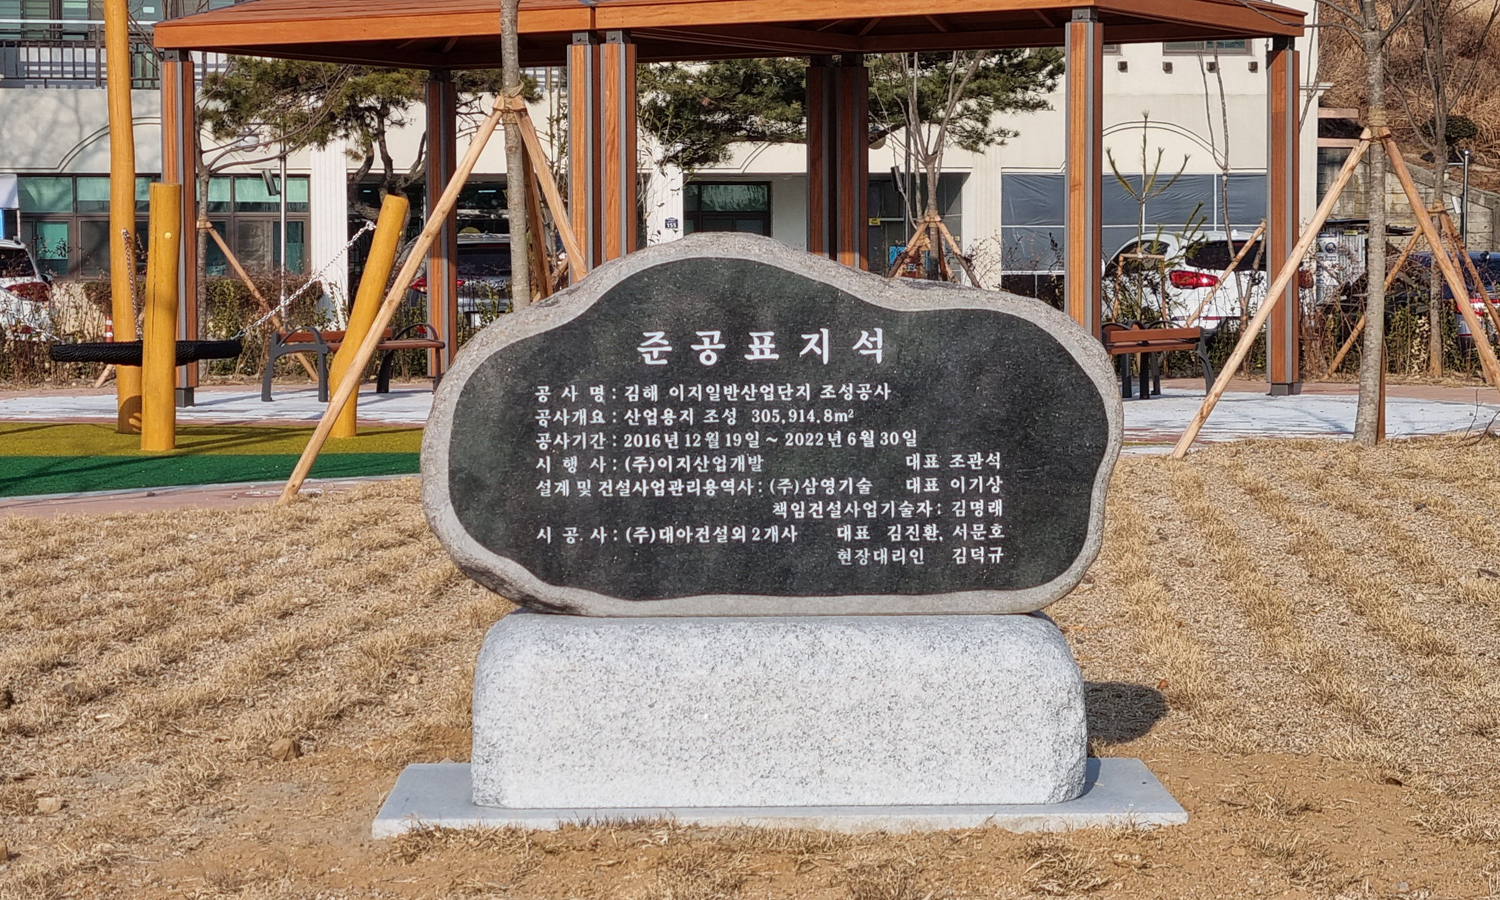 준공표지석
공 사 명 : 김해 이지일반산업단지 조성공사
공사개요 : 산업용지 조성 305,914.8m²
공사기간 : 2016년 12월 19일 ~ 2022년 6월 30일
시 행 사 : (주)이지산업개발 대표 조관석
설계 및 건설사업관리용역사 : (주)삼영기술 대표 이기상
책임건설사업기술자 : 김명래
시 공 사 : (주)대아건설외 2개사 대표 김진환, 서문호
현장대리인 김덕규